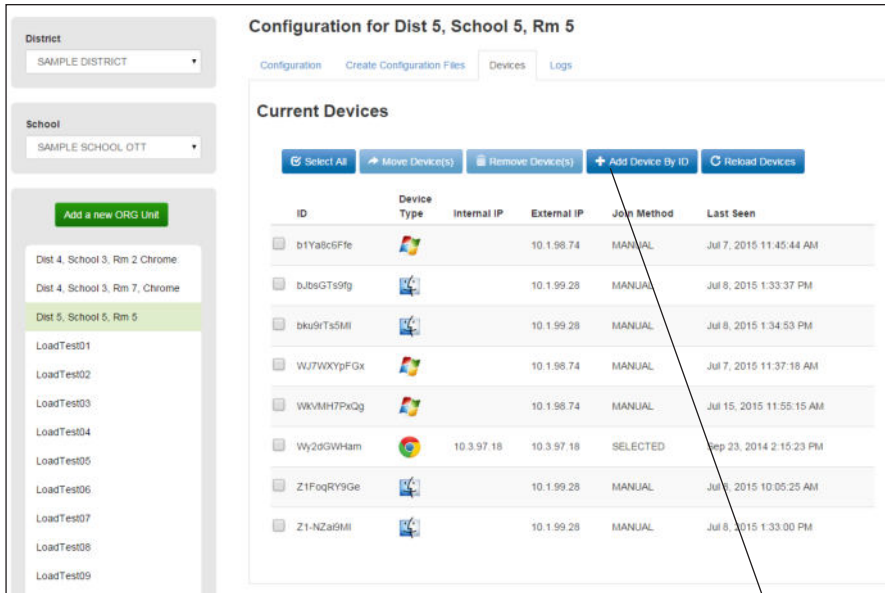 Configuration for Dist 5, School 5, Rm 5
District
SAMPLE DISTRICT
School
SAMPLE SCHOOL OTT
Add a new ORG Unit
Dist 4, School 3, Rm 2 Chrome
Dist 4, School 3, Rm 7, Chrome
Dist 5, School 5, Rm 5
LoadTest01
LoadTest02
LoadTest03
LoadTest04
LoadTest05
LoadTest06
LoadTest07
LoadTest08
LoadTest09
Configuration Create Configuration Files Devices Logs
Current Devices
Select All Move Device(s) Remove Device(s) Add Device By ID Reload Devices
ID Device Type Internal IP External IP Join Method Last Seen
b1Ya8c6Ffe 10.1.98.74 MANUAL Jul 7, 2015 11:45:44 AM
bJbsGTs9fg 10.1.99.28 MANUAL Jul 8, 2015 1:33:37 PM
bku9rTs5MI 10.1.99.28 MANUAL Jul 8, 2015 1:34:53 PM
WJ7WXYpFGx 10.1.98.74 MANUAL Jul 7, 2015 11:37:18 AM
WkVMH7PxQg 10.1.98.74 MANUAL Jul 15, 2015 11:55:15 AM
Wy2dGWHam 10.3.97.18 10.3.97.18 SELECTED Sep 23, 2014 2:15:23 PM
Z1FoqRY9Ge 10.1.99.28 MANUAL Jul 8, 2015 10:05:25 AM
Z1-NZai9MI 10.1.99.28 MANUAL Jul 8, 2015 1:33:00 PM